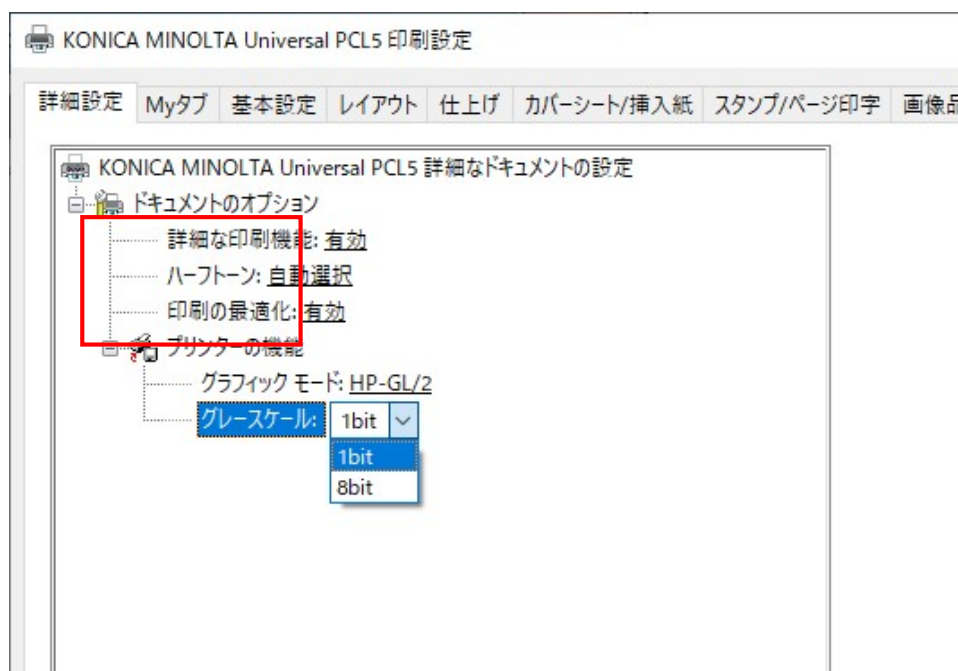 KONICA MINOLTA Universal PCL5 印刷設定
詳細設定 Myタブ 基本設定 レイアウト 仕上げ カバーシート/挿入紙 スタンプ/ページ印字 画像品
KONICA MINOLTA Universal PCL5 詳細なドキュメントの設定
ドキュメントのオプション
詳細な印刷機能: 有効
ハーフトーン: 自動選択
印刷の最適化: 有効
プリンターの機能
グラフィック モード: HP-GL/2
グレースケール: 1bit
1bit
8bit